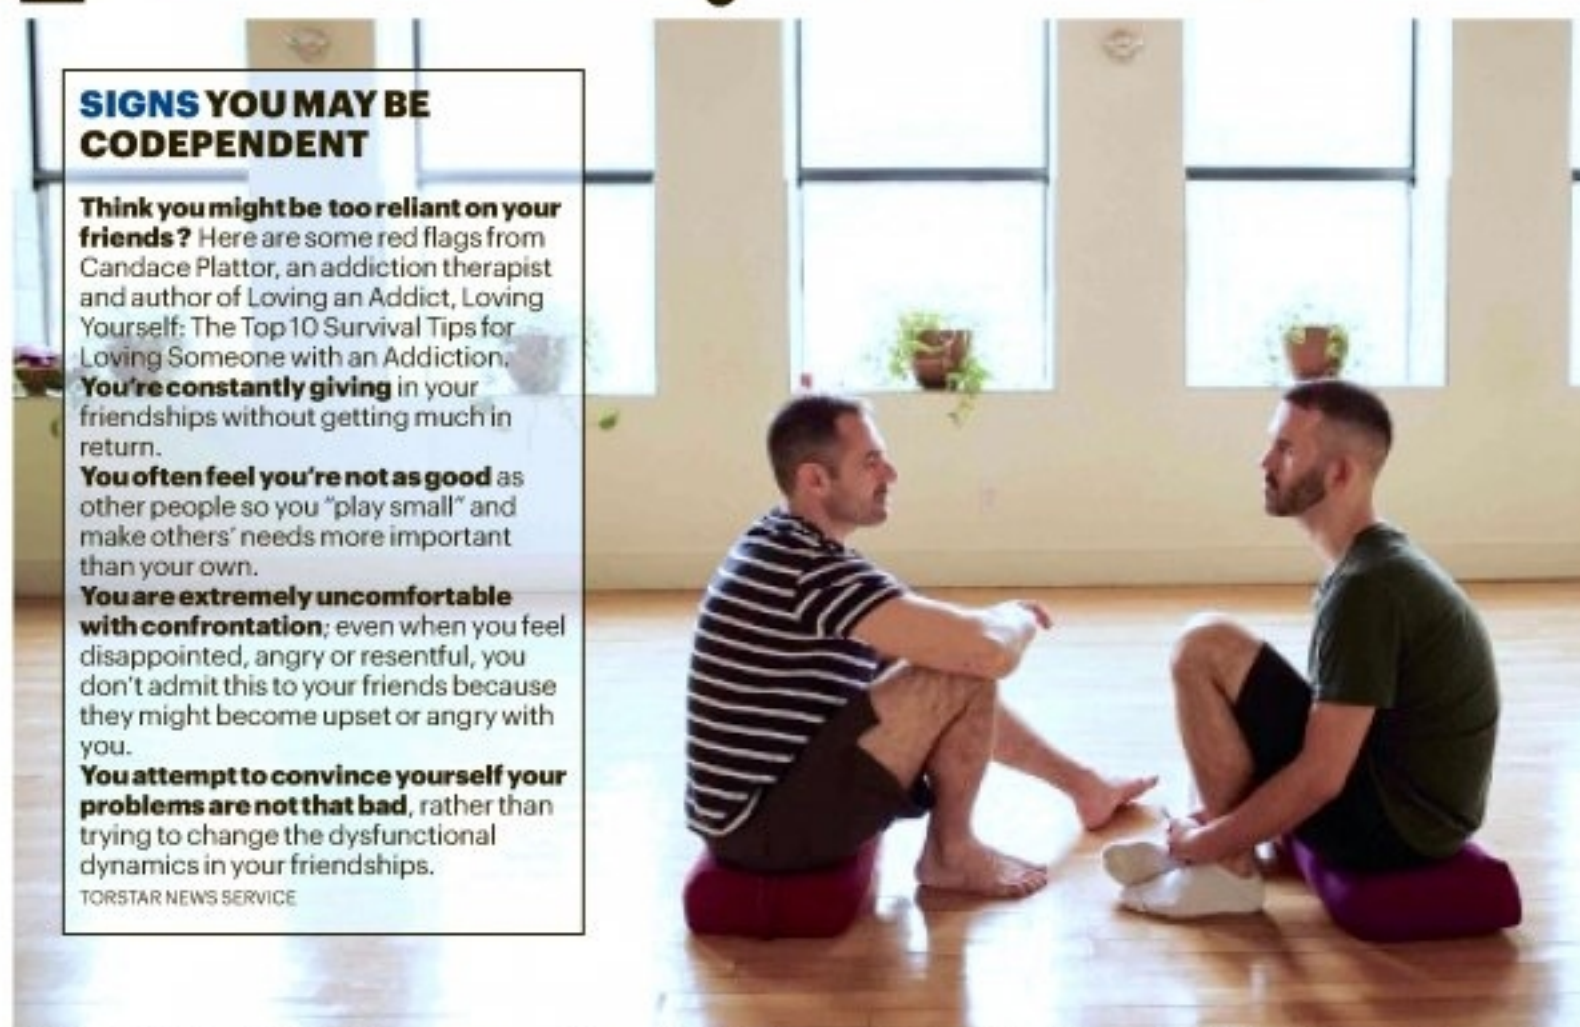 SIGNS YOU MAY BE
CODEPENDENT
Think you might be too reliant on your
friends? Here are some red flags from
Candace Plattor, an addiction therapist
and author of Loving an Addict, Loving
Yourself: The Top 10 Survival Tips for
Loving Someone with an Addiction.
You're constantly giving in your
friendships without getting much in
return.
You often feel you're not as good as
other people so you "play small" and
make others' needs more important
than your own.
You are extremely uncomfortable
with confrontation; even when you feel
disappointed, angry or resentful, you
don't admit this to your friends because
they might become upset or angry with
you.
You attempt to convince yourself your
problems are not that bad, rather than
trying to change the dysfunctional
dynamics in your friendships.
TORSTAR NEWS SERVICE